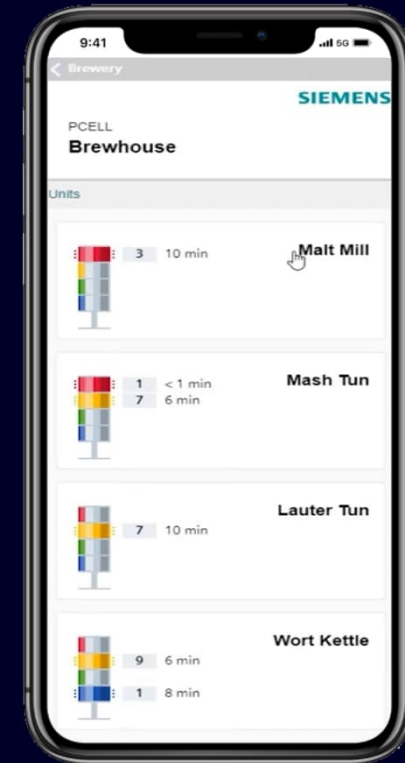 9:41
5G
Brewery
SIEMENS
PCELL
Brewhouse
Units
3 10 min Malt Mill
1 < 1 min Mash Tun
7 6 min
7 10 min Lauter Tun
9 6 min Wort Kettle
1 8 min